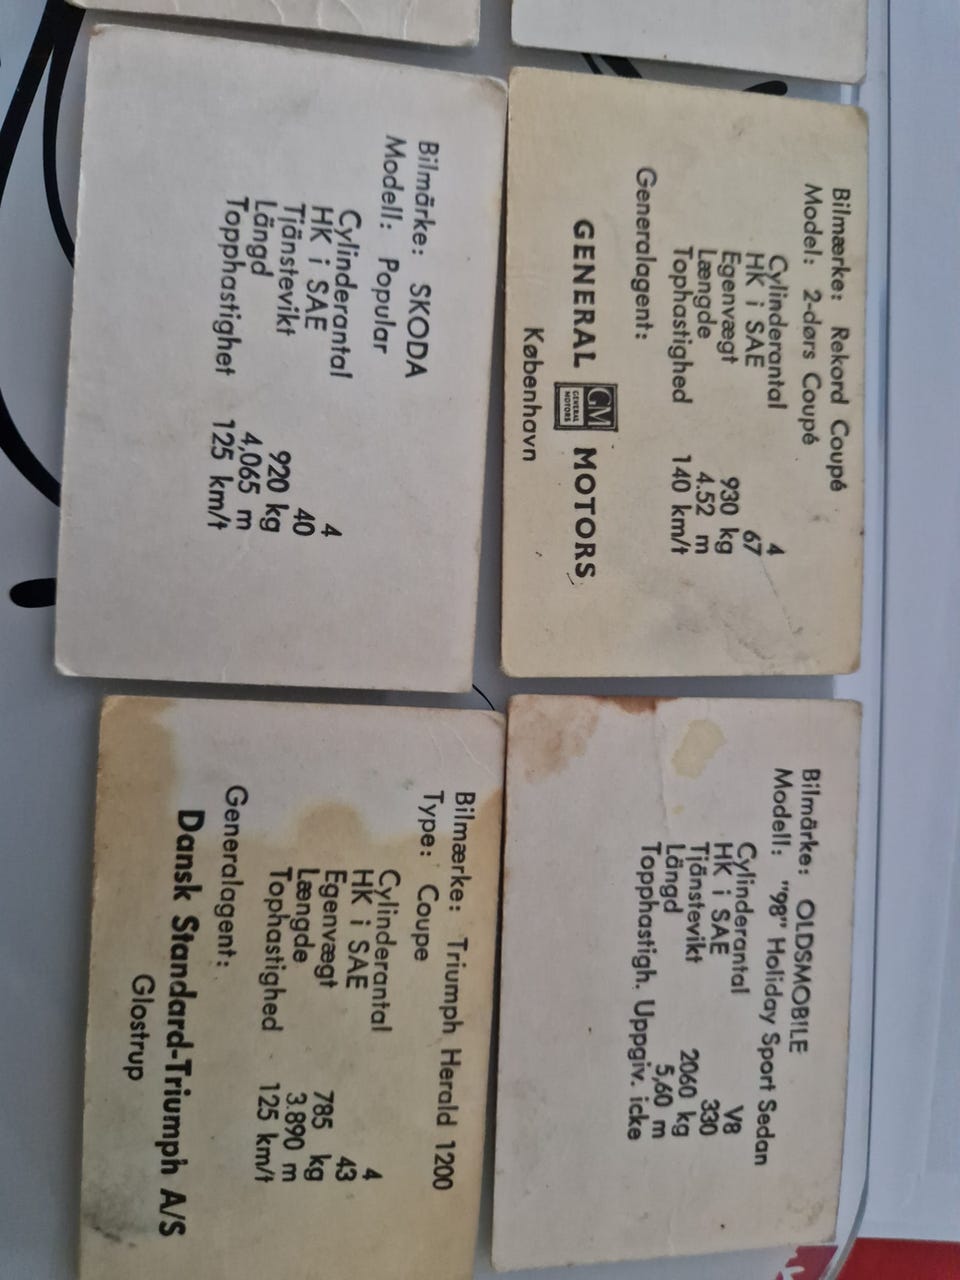 Bilmærke: Rekord Coupé
Model: 2-dørs Coupé
Cylinderantal 4
HK i SAE 67
Egenvægt 930 kg
Længde 4.52 m
Tophastighed 140 km/t
Generalagent:
GENERAL GM GENERAL MOTORS MOTORS
København
Bilmärke: OLDSMOBILE
Modell: "98" Holiday Sport Sedan
Cylinderantal V8
HK i SAE 330
Tjänstevikt 2060 kg
Längd 5,60 m
Topphastigh. Uppgiv. icke
Bilmärke: SKODA
Modell: Popular
Cylinderantal 4
HK i SAE 40
Tjänstevikt 920 kg
Längd 4,065 m
Topphastighet 125 km/t
Bilmærke: Triumph Herald 1200
Type: Coupe
Cylinderantal 4
HK i SAE 43
Egenvægt 785 kg
Længde 3.890 m
Tophastighed 125 km/t
Generalagent:
Dansk Standard-Triumph A/S
Glostrup